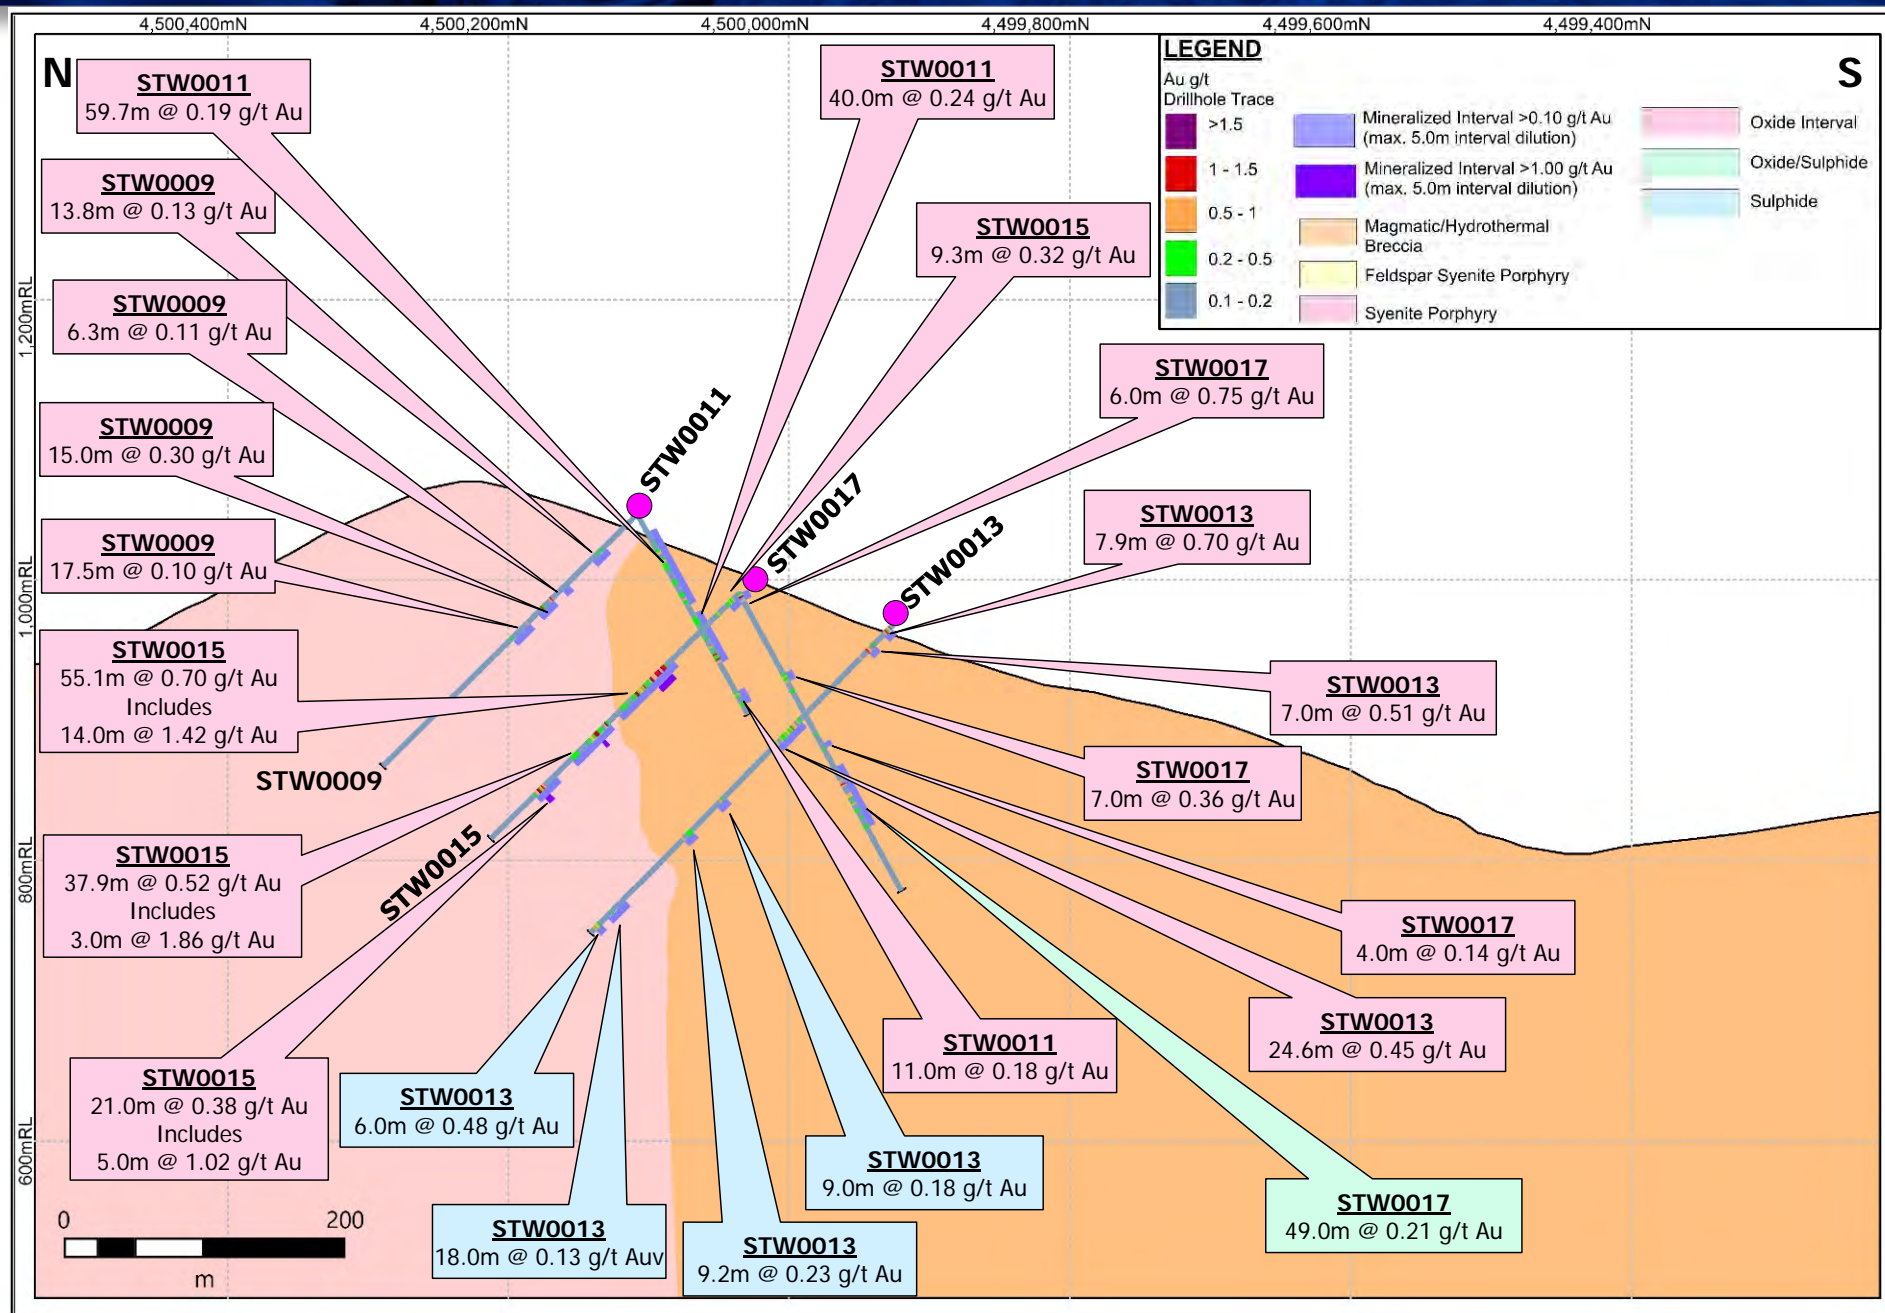 4,500,400mN
4,500,200mN
4,500,000mN
4,499,800mN
4,499,600mN
4,499,400mN
N
S
LEGEND
Au g/t
Drillhole Trace
>1.5
1 - 1.5
0.5 - 1
0.2 - 0.5
0.1 - 0.2
Mineralized Interval >0.10 g/t Au
(max. 5.0m interval dilution)
Mineralized Interval >1.00 g/t Au
(max. 5.0m interval dilution)
Magmatic/Hydrothermal
Breccia
Feldspar Syenite Porphyry
Syenite Porphyry
Oxide Interval
Oxide/Sulphide
Sulphide
STW0011
59.7m @ 0.19 g/t Au
STW0011
40.0m @ 0.24 g/t Au
STW0009
13.8m @ 0.13 g/t Au
STW0015
9.3m @ 0.32 g/t Au
STW0009
6.3m @ 0.11 g/t Au
STW0017
6.0m @ 0.75 g/t Au
STW0009
15.0m @ 0.30 g/t Au
STW0013
7.9m @ 0.70 g/t Au
STW0009
17.5m @ 0.10 g/t Au
STW0011
STW0017
STW0013
STW0009
STW0015
1,200mRL
1,000mRL
800mRL
600mRL
STW0015
55.1m @ 0.70 g/t Au
Includes
14.0m @ 1.42 g/t Au
STW0013
7.0m @ 0.51 g/t Au
STW0017
7.0m @ 0.36 g/t Au
STW0015
37.9m @ 0.52 g/t Au
Includes
3.0m @ 1.86 g/t Au
STW0017
4.0m @ 0.14 g/t Au
STW0013
24.6m @ 0.45 g/t Au
STW0011
11.0m @ 0.18 g/t Au
STW0015
21.0m @ 0.38 g/t Au
Includes
5.0m @ 1.02 g/t Au
STW0013
6.0m @ 0.48 g/t Au
STW0013
9.0m @ 0.18 g/t Au
STW0017
49.0m @ 0.21 g/t Au
STW0013
18.0m @ 0.13 g/t Auv
STW0013
9.2m @ 0.23 g/t Au
0
200
m